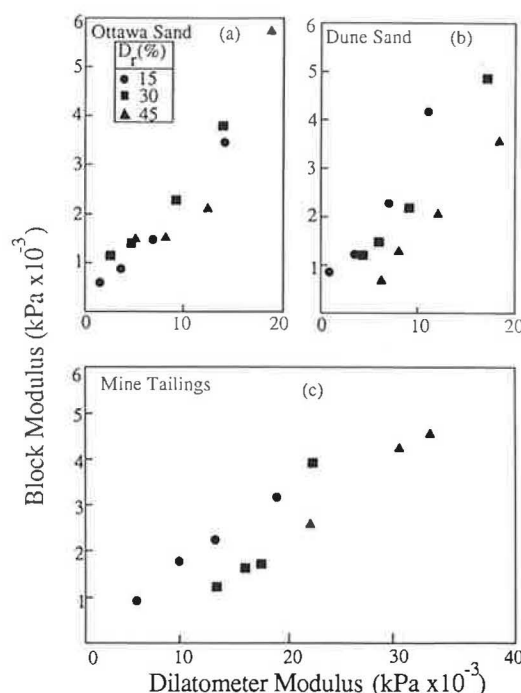 Ottawa Sand (a)
D_r(%)
15
30
45
6
5
4
3
2
1
0 10 20
Dune Sand (b)
6
5
4
3
2
1
0 10 20
Mine Tailings (c)
6
5
4
3
2
1
0 10 20 30 40
Block Modulus (kPa x10⁻³)
Dilatometer Modulus (kPa x10⁻³)